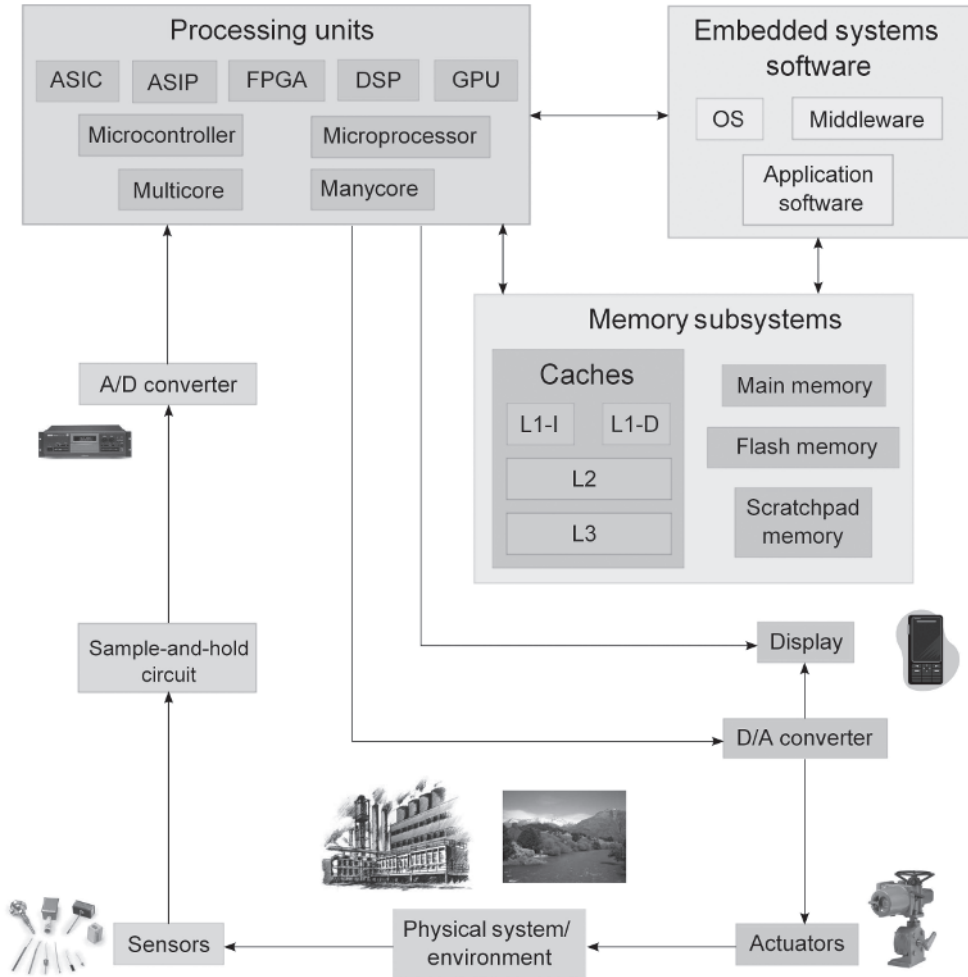 Processing units
ASIC
ASIP
FPGA
DSP
GPU
Microcontroller
Microprocessor
Multicore
Manycore
Embedded systems
software
OS
Middleware
Application
software
Memory subsystems
Caches
L1-I
L1-D
L2
L3
Main memory
Flash memory
Scratchpad
memory
A/D converter
Sample-and-hold
circuit
Display
D/A converter
Sensors
Physical system/
environment
Actuators